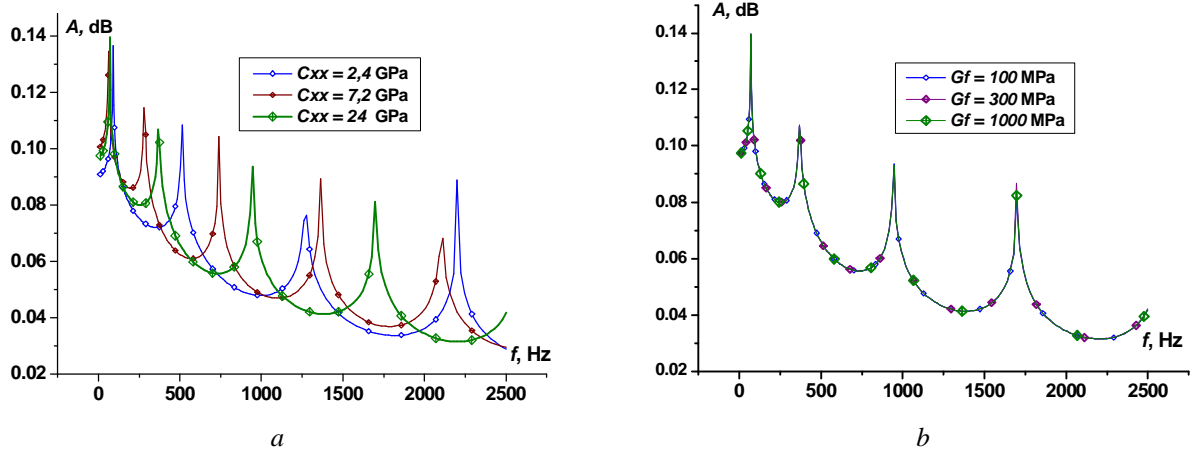 A, dB
0.14
0.12
0.10
0.08
0.06
0.04
0.02
Cxx = 2,4 GPa
Cxx = 7,2 GPa
Cxx = 24 GPa
f, Hz
0 500 1000 1500 2000 2500
a
A, dB
0.14
0.12
0.10
0.08
0.06
0.04
0.02
Gf = 100 MPa
Gf = 300 MPa
Gf = 1000 MPa
f, Hz
0 500 1000 1500 2000 2500
b